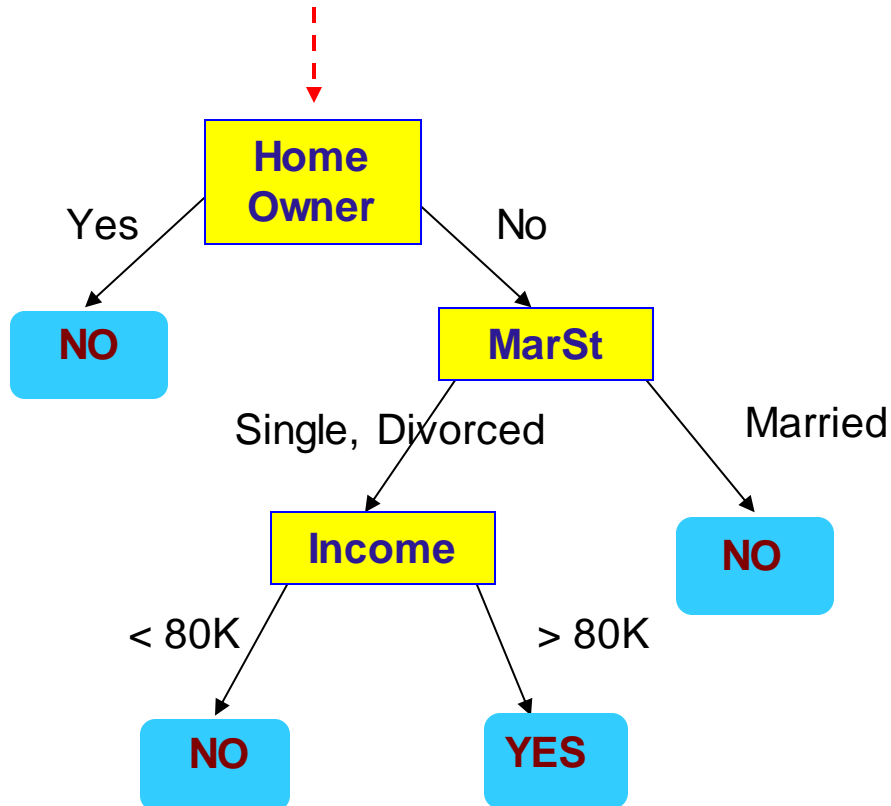 Home
Owner
Yes
No
NO
MarSt
Single, Divorced
Married
Income
NO
< 80K
> 80K
NO
YES